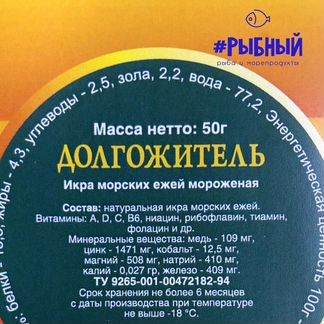 #РЫБНЫЙ
рыба и морепродукты
белки - жиры - 4,3, углеводы - 2,5, зола, 2,2, вода - 77,2, Энергетическая ценность 100г
Масса нетто: 50г
ДОЛГОЖИТЕЛЬ
Икра морских ежей мороженая
Состав: натуральная икра морских ежей.
Витамины: A, D, C, B6, ниацин, рибофлавин, тиамин,
фолацин и др.
Минеральные вещества: медь - 109 мг,
цинк - 1471 мг, кобальт - 12,5 мг,
магний - 508 мг, натрий - 410 мг,
калий - 0,027 гр, железо - 409 мг.
ТУ 9265-001-00472182-94
Срок хранения не более 6 месяцев
с даты производства при температуре
не выше -18 °С.